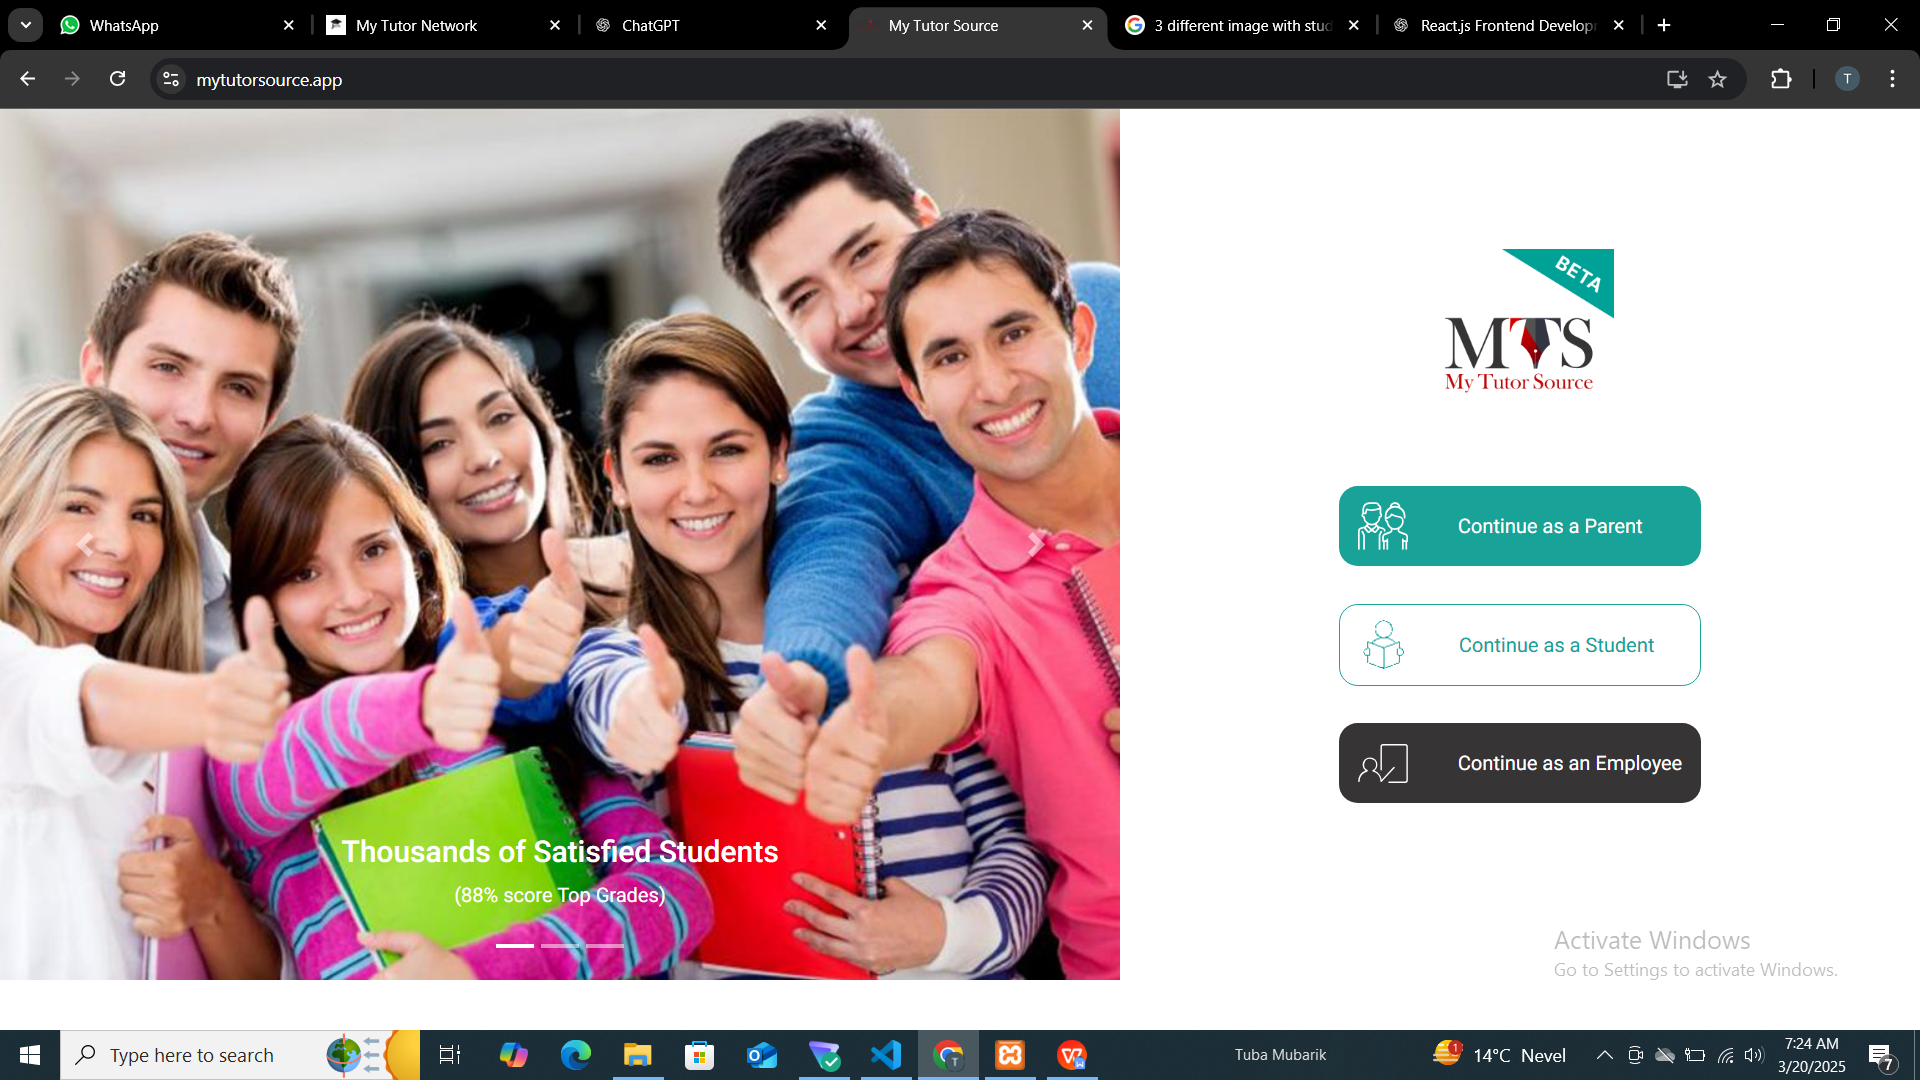 WhatsApp
My Tutor Network
ChatGPT
My Tutor Source
3 different image with stud
React.js Frontend Develop
mytutorsource.app
T
BETA
MTS
My Tutor Source
Continue as a Parent
Continue as a Student
Continue as an Employee
Thousands of Satisfied Students
(88% score Top Grades)
Activate Windows
Go to Settings to activate Windows.
Type here to search
Tuba Mubarik
1
14°C Nevel
7:24 AM
3/20/2025
7